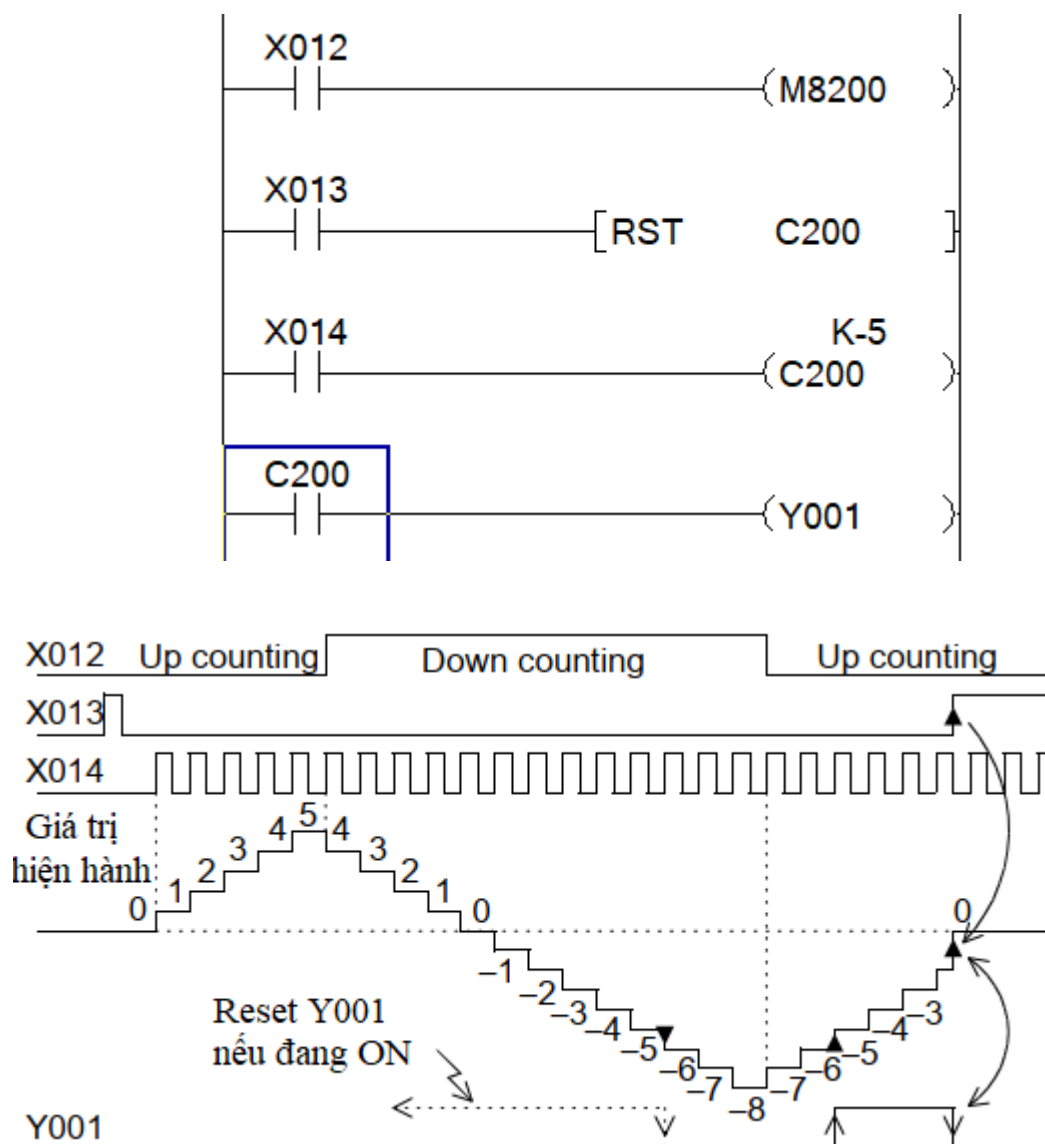 X012
M8200
X013
RST C200
X014 K-5
C200
C200
Y001
X012 Up counting Down counting Up counting
X013
X014
Giá trị
hiện hành
0 1 2 3 4 5 4 3 2 1 0
–1 –2 –3 –4 –5 –6 –7 –8 –7 –6 –5 –4 –3 0
Reset Y001
nếu đang ON
Y001